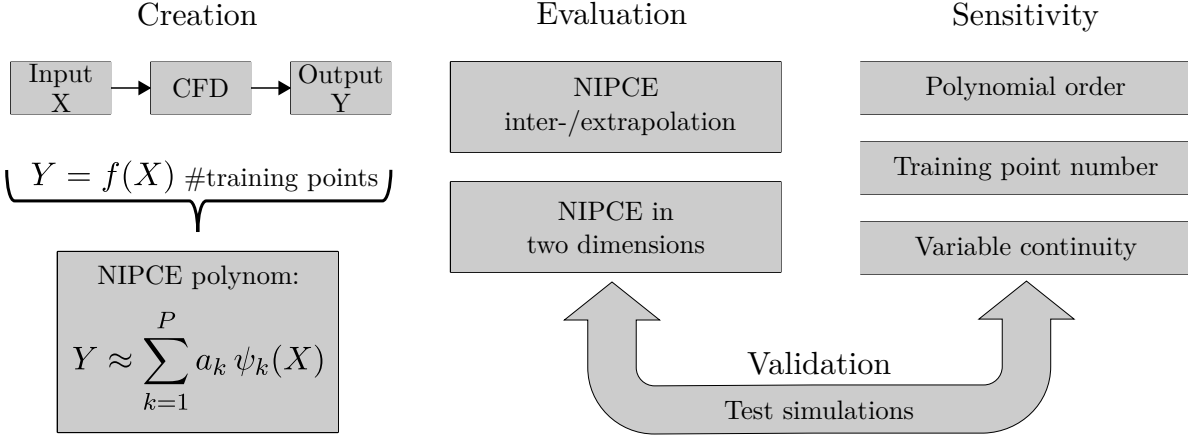 Creation
Input
X
CFD
Output
Y
Y = f(X) #training points
NIPCE polynom:
Y ≈ ∑_{k=1}^{P} a_k ψ_k(X)
Evaluation
NIPCE
inter-/extrapolation
NIPCE in
two dimensions
Sensitivity
Polynomial order
Training point number
Variable continuity
Validation
Test simulations